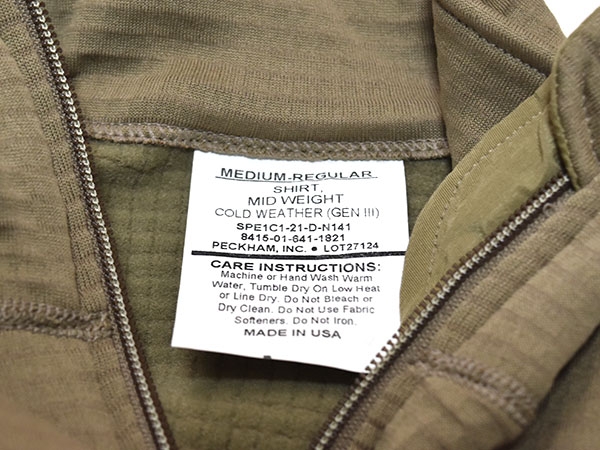 MEDIUM-REGULAR
SHIRT,
MID WEIGHT
COLD WEATHER (GEN III)
SPE1C1-21-D-N141
8415-01-641-1821
PECKHAM, INC. • LOT27124
CARE INSTRUCTIONS:
Machine or Hand Wash Warm
Water, Tumble Dry On Low Heat
or Line Dry. Do Not Bleach or
Dry Clean. Do Not Use Fabric
Softeners. Do Not Iron.
MADE IN USA